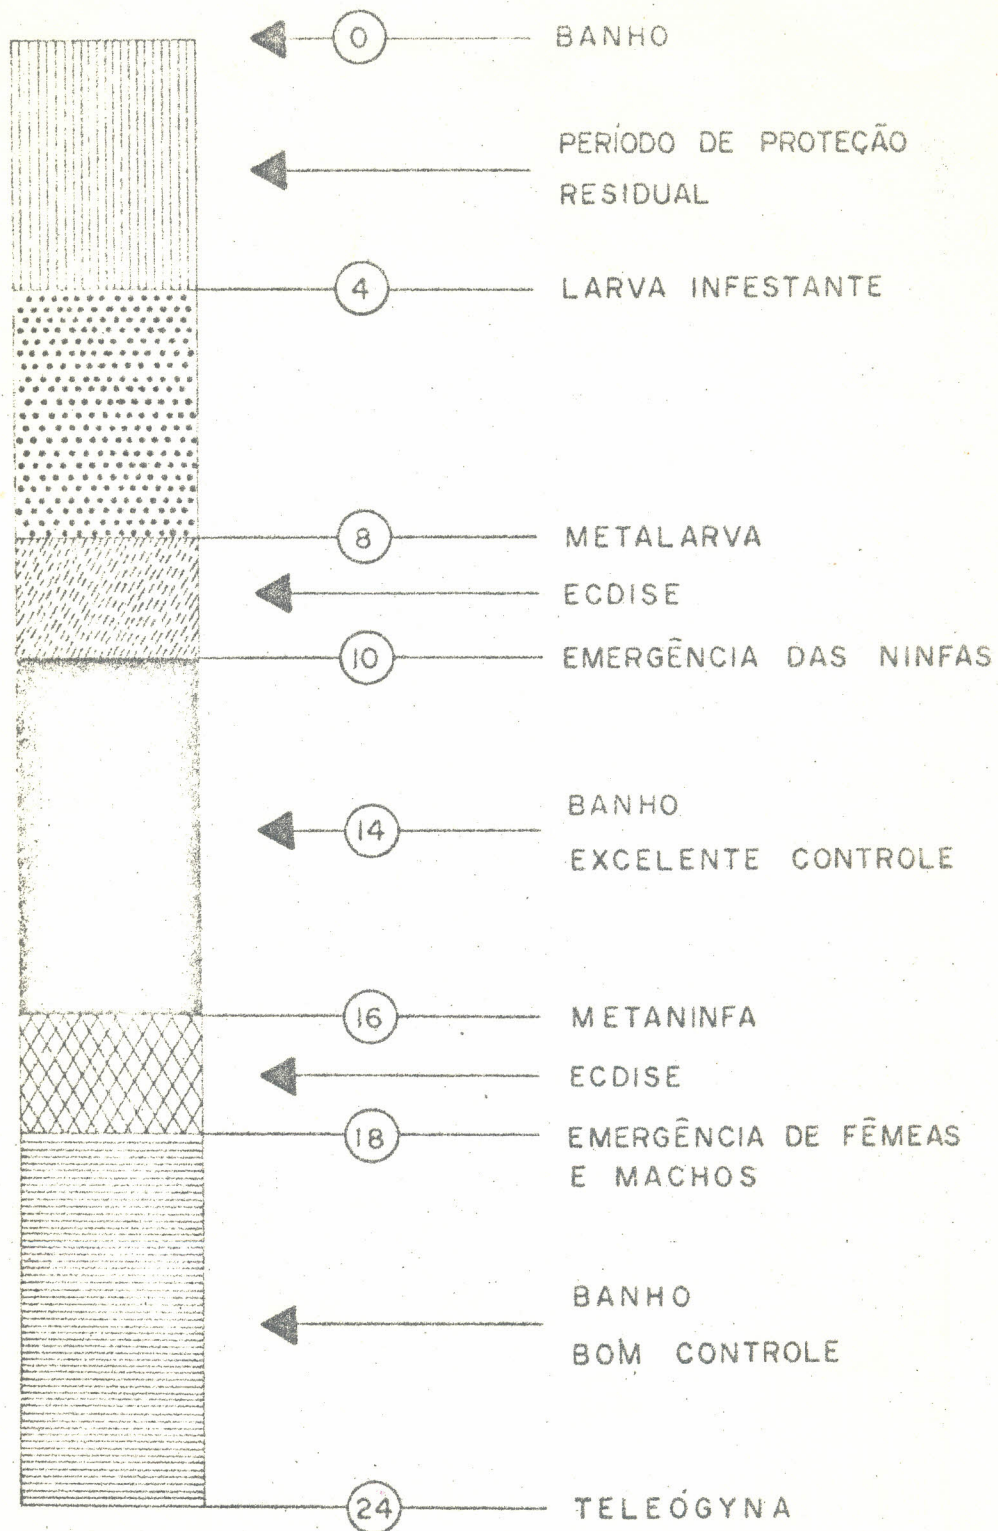 0 BANHO
PERÍODO DE PROTEÇÃO
RESIDUAL
4 LARVA INFESTANTE
8 METALARVA
ECDISE
10 EMERGÊNCIA DAS NINFAS
BANHO
14
EXCELENTE CONTROLE
16 METANINFA
ECDISE
18 EMERGÊNCIA DE FÊMEAS
E MACHOS
BANHO
BOM CONTROLE
24 TELEÓGYNA